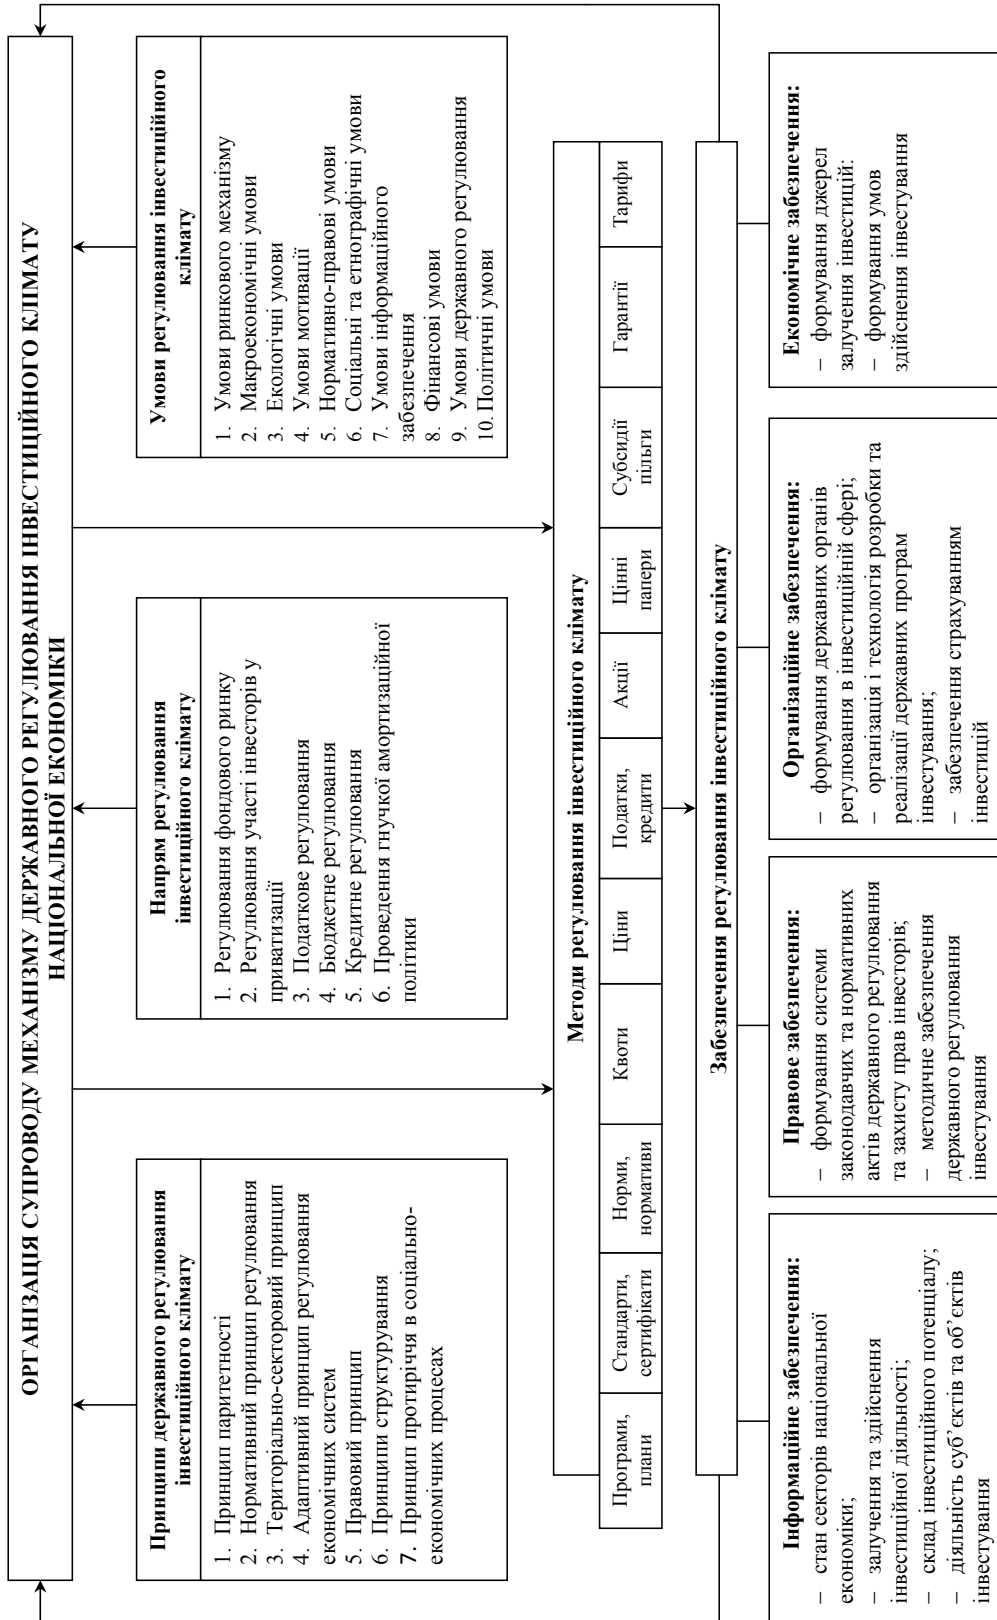 ОРГАНІЗАЦІЯ СУПРОВОДУ МЕХАНІЗМУ ДЕРЖАВНОГО РЕГУЛЮВАННЯ ІНВЕСТИЦІЙНОГО КЛІМАТУ
НАЦІОНАЛЬНОЇ ЕКОНОМІКИ
Принципи державного регулювання
інвестиційного клімату
1. Принцип паритетності
2. Нормативний принцип регулювання
3. Територіально-секторовий принцип
4. Адаптивний принцип регулювання
економічних систем
5. Правовий принцип
6. Принципи структурування
7. Принцип протиріччя в соціально-
економічних процесах
Напрям регулювання
інвестиційного клімату
1. Регулювання фондового ринку
2. Регулювання участі інвесторів у
приватизації
3. Податкове регулювання
4. Бюджетне регулювання
5. Кредитне регулювання
6. Проведення гнучкої амортизаційної
політики
Умови регулювання інвестиційного
клімату
1. Умови ринкового механізму
2. Макроекономічні умови
3. Екологічні умови
4. Умови мотивації
5. Нормативно-правові умови
6. Соціальні та етнографічні умови
7. Умови інформаційного
забезпечення
8. Фінансові умови
9. Умови державного регулювання
10. Політичні умови
Методи регулювання інвестиційного клімату
Програми,
плани
Стандарти,
сертифікати
Норми,
нормативи
Квоти
Ціни
Податки,
кредити
Акції
Цінні
папери
Субсидії
пільги
Гарантії
Тарифи
Забезпечення регулювання інвестиційного клімату
Інформаційне забезпечення:
– стан секторів національної
економіки;
– залучення та здійснення
інвестиційної діяльності;
– склад інвестиційного потенціалу;
– діяльність суб’єктів та об’єктів
інвестування
Правове забезпечення:
– формування системи
законодавчих та нормативних
актів державного регулювання
та захисту прав інвесторів;
– методичне забезпечення
державного регулювання
інвестування
Організаційне забезпечення:
– формування державних органів
регулювання в інвестиційній сфері;
– організація і технологія розробки та
реалізації державних програм
інвестування;
– забезпечення страхуванням
інвестицій
Економічне забезпечення:
– формування джерел
залучення інвестицій:
– формування умов
здійснення інвестування